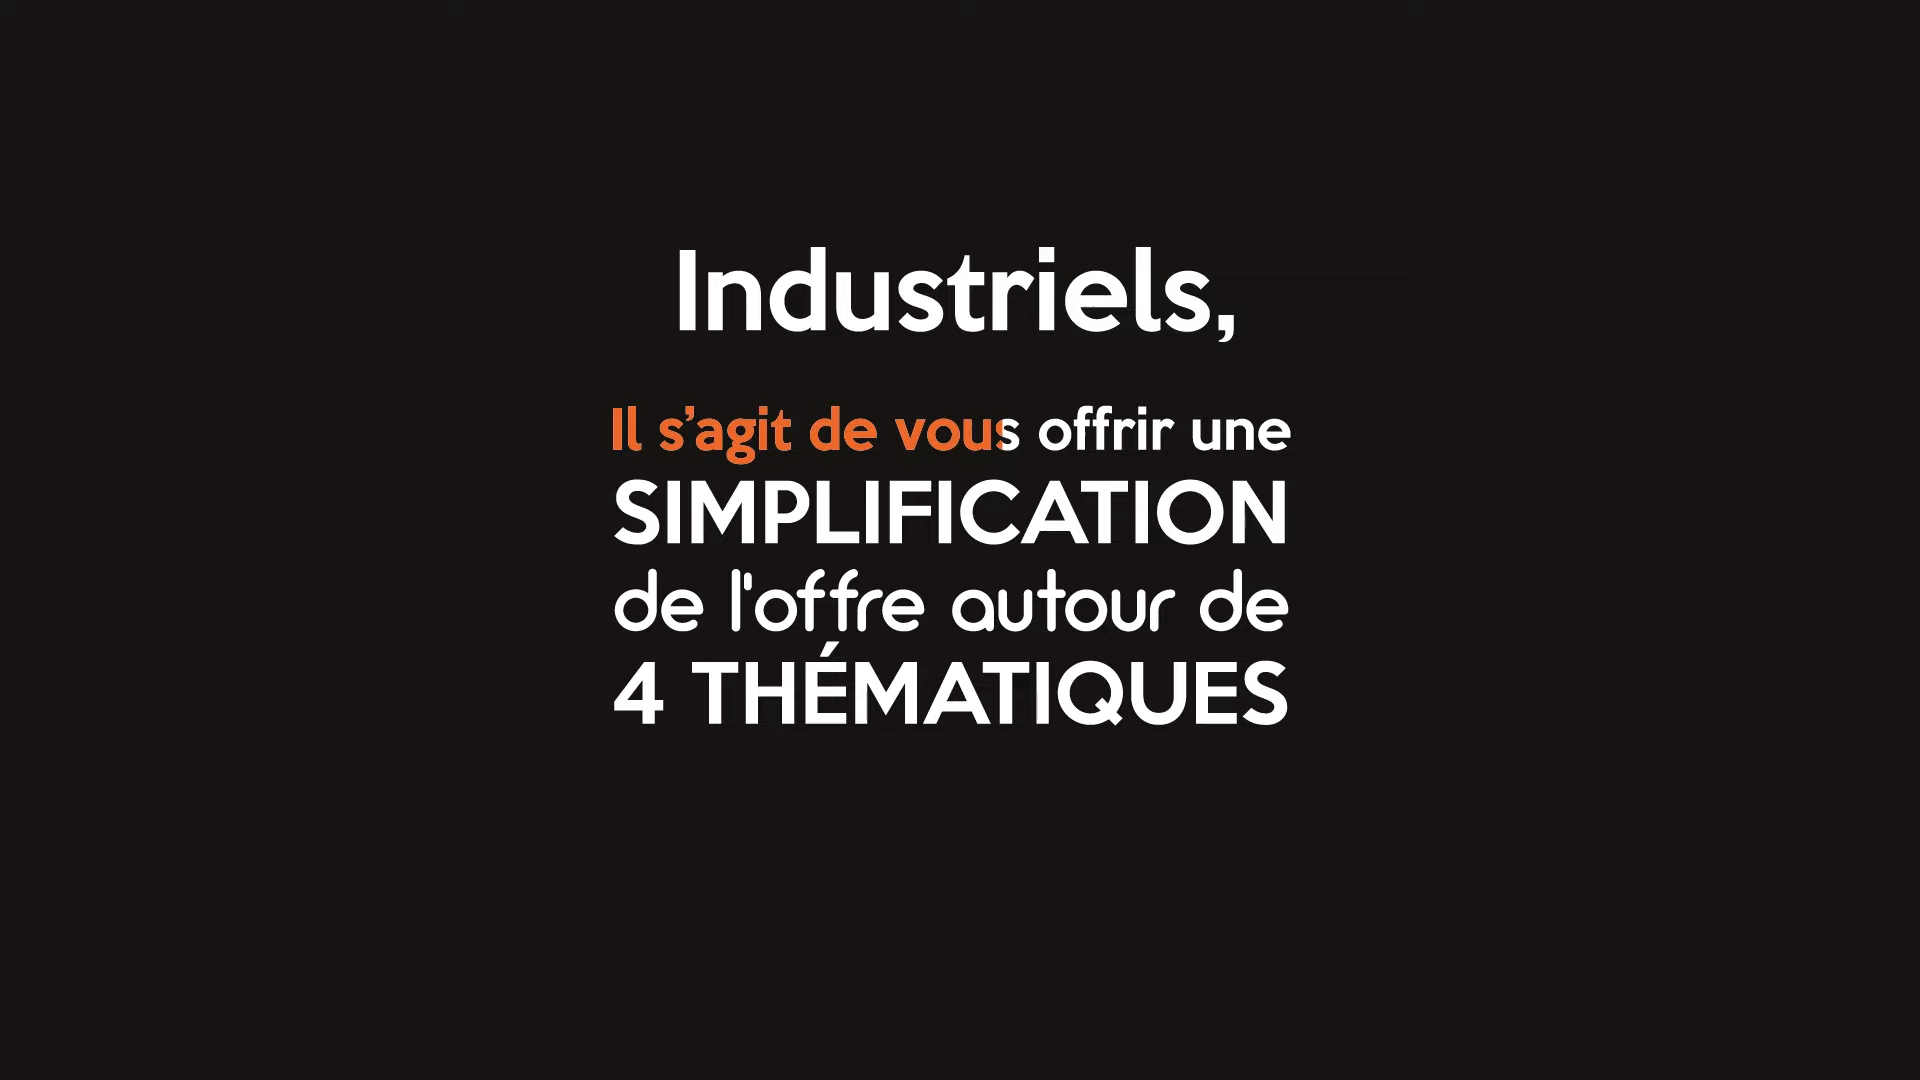 Industriels,
Il s’agit de vous offrir une
SIMPLIFICATION
de l'offre autour de
4 THÉMATIQUES